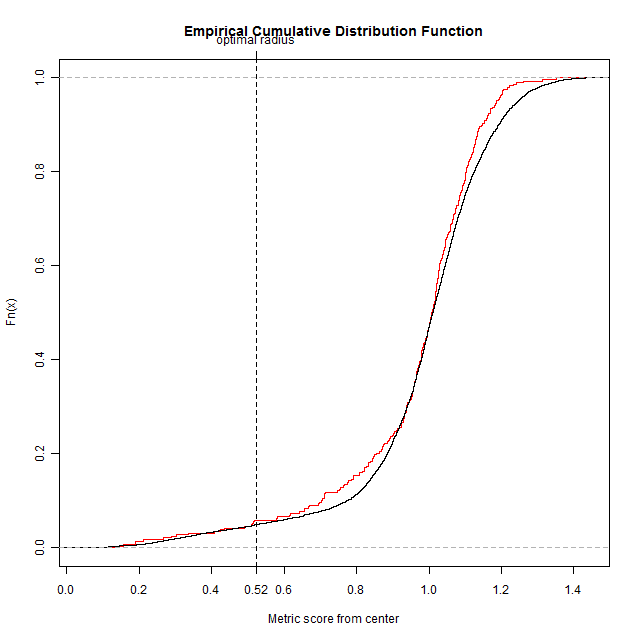 Empirical Cumulative Distribution Function
optimal radius
1.0
0.8
0.6
0.4
0.2
0.0
Fn(x)
0.0 0.2 0.4 0.52 0.6 0.8 1.0 1.2 1.4
Metric score from center